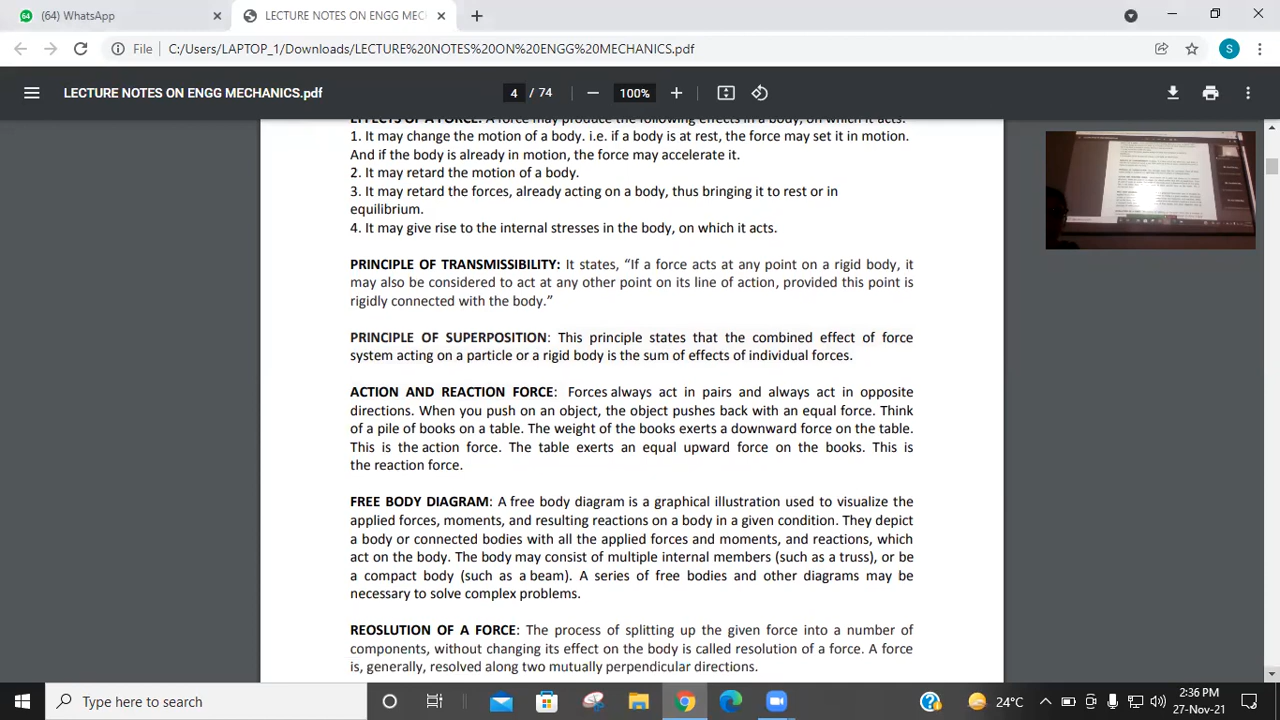 64
(64) WhatsApp
LECTURE NOTES ON ENGG MEC
File
C:/Users/LAPTOP_1/Downloads/LECTURE%20NOTES%20ON%20ENGG%20MECHANICS.pdf
S
LECTURE NOTES ON ENGG MECHANICS.pdf
4 / 74
100%
EFFECTS OF A FORCE: A force may produce the following effects in a body, on which it acts:
1. It may change the motion of a body. i.e. if a body is at rest, the force may set it in motion.
And if the body is already in motion, the force may accelerate it.
2. It may retard the motion of a body.
3. It may retard the forces, already acting on a body, thus bringing it to rest or in
equilibrium.
4. It may give rise to the internal stresses in the body, on which it acts.
PRINCIPLE OF TRANSMISSIBILITY: It states, “If a force acts at any point on a rigid body, it
may also be considered to act at any other point on its line of action, provided this point is
rigidly connected with the body.”
PRINCIPLE OF SUPERPOSITION: This principle states that the combined effect of force
system acting on a particle or a rigid body is the sum of effects of individual forces.
ACTION AND REACTION FORCE: Forces always act in pairs and always act in opposite
directions. When you push on an object, the object pushes back with an equal force. Think
of a pile of books on a table. The weight of the books exerts a downward force on the table.
This is the action force. The table exerts an equal upward force on the books. This is
the reaction force.
FREE BODY DIAGRAM: A free body diagram is a graphical illustration used to visualize the
applied forces, moments, and resulting reactions on a body in a given condition. They depict
a body or connected bodies with all the applied forces and moments, and reactions, which
act on the body. The body may consist of multiple internal members (such as a truss), or be
a compact body (such as a beam). A series of free bodies and other diagrams may be
necessary to solve complex problems.
REOSLUTION OF A FORCE: The process of splitting up the given force into a number of
components, without changing its effect on the body is called resolution of a force. A force
is, generally, resolved along two mutually perpendicular directions.
Type here to search
24°C
2:36 PM
27-Nov-21